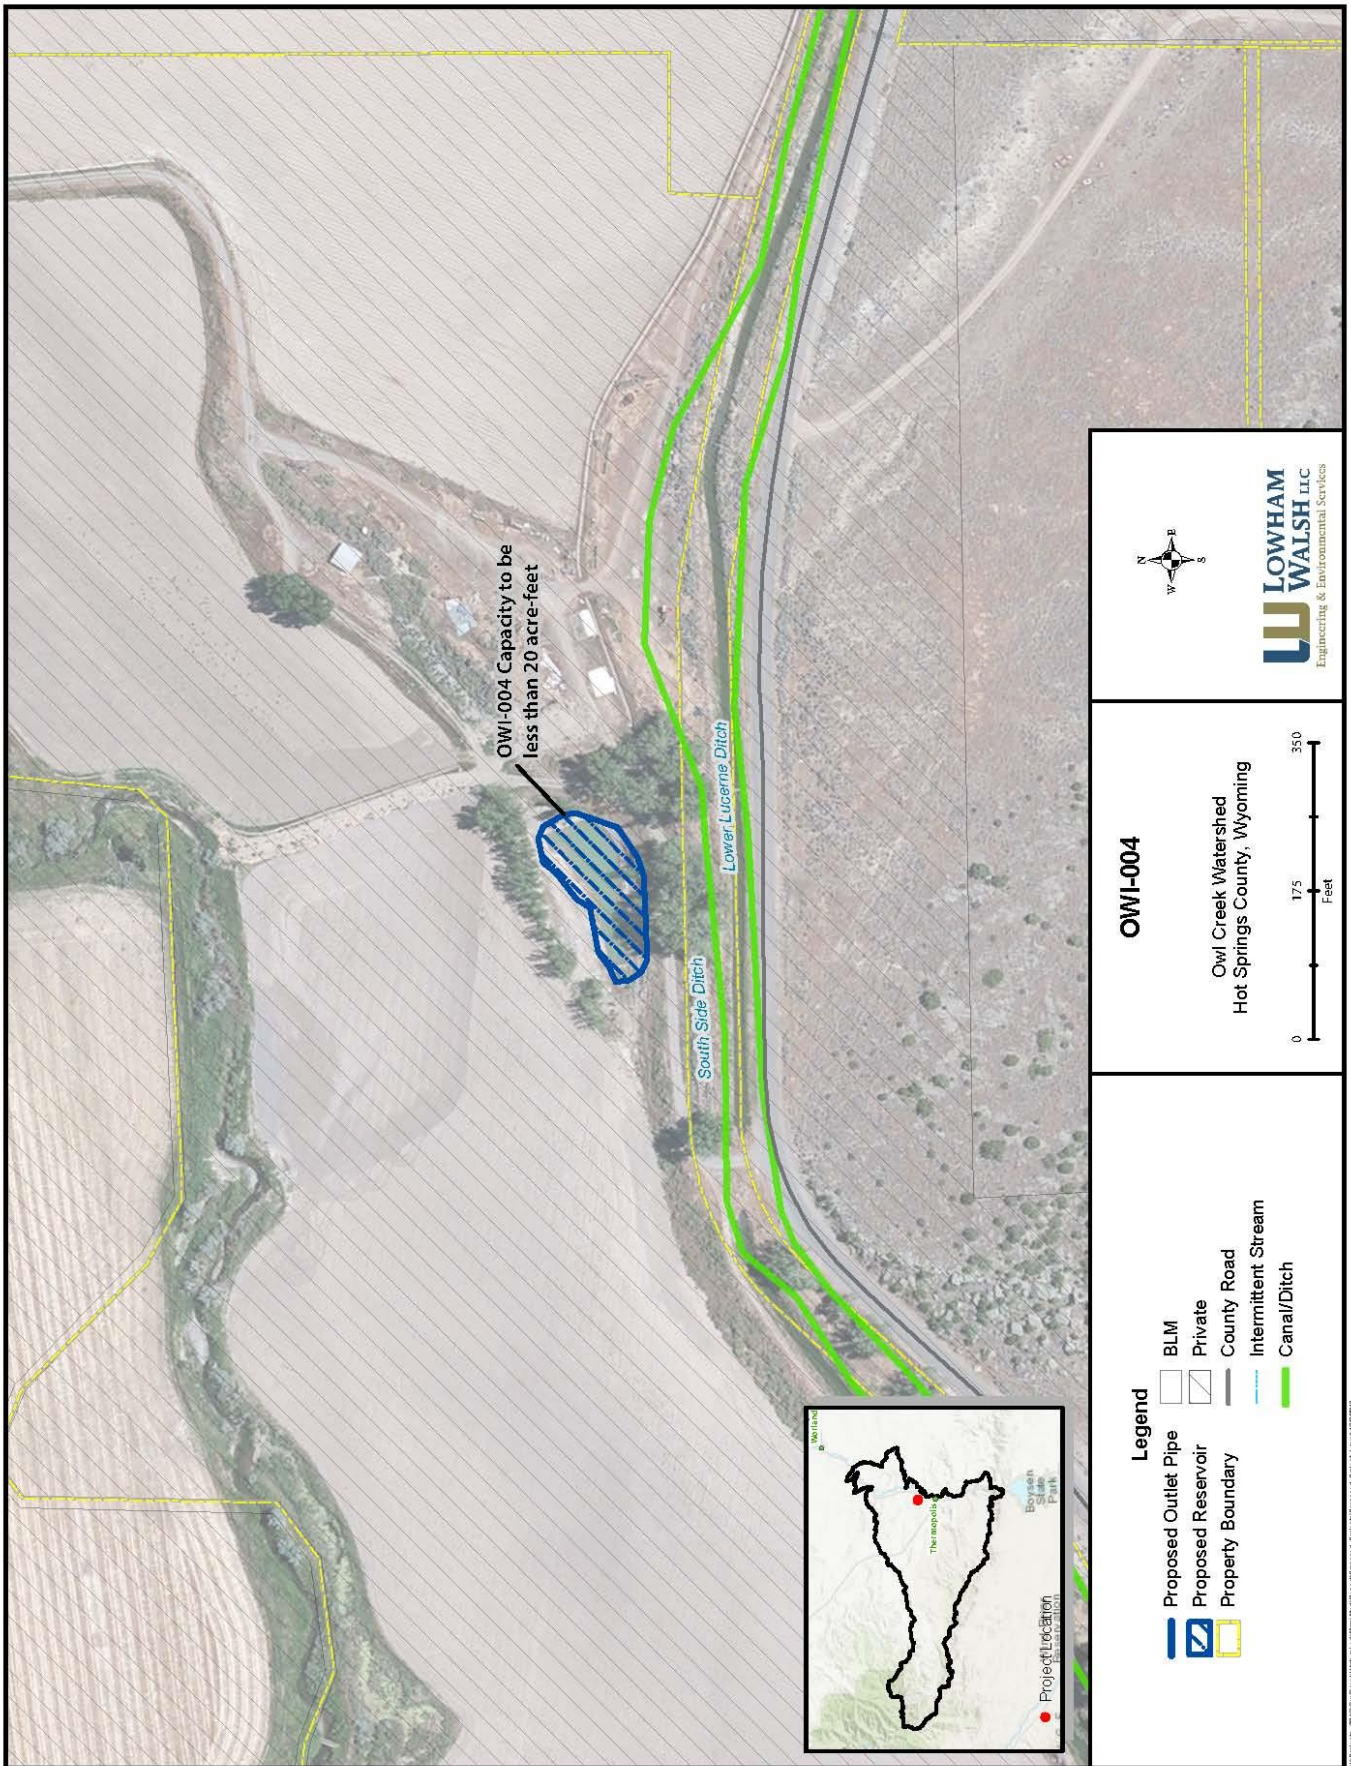 OWI-004 Capacity to be
less than 20 acre-feet
South Side Ditch
Lower Lucerne Ditch
Worland
Thermopolis
Boysen
State
Park
Project Location
Legend
Proposed Outlet Pipe
Proposed Reservoir
Property Boundary
BLM
Private
County Road
Intermittent Stream
Canal/Ditch
OWI-004
Owl Creek Watershed
Hot Springs County, Wyoming
0 175 350
Feet
N
W E
S
LOWHAM
WALSH LLC
Engineering & Environmental Services